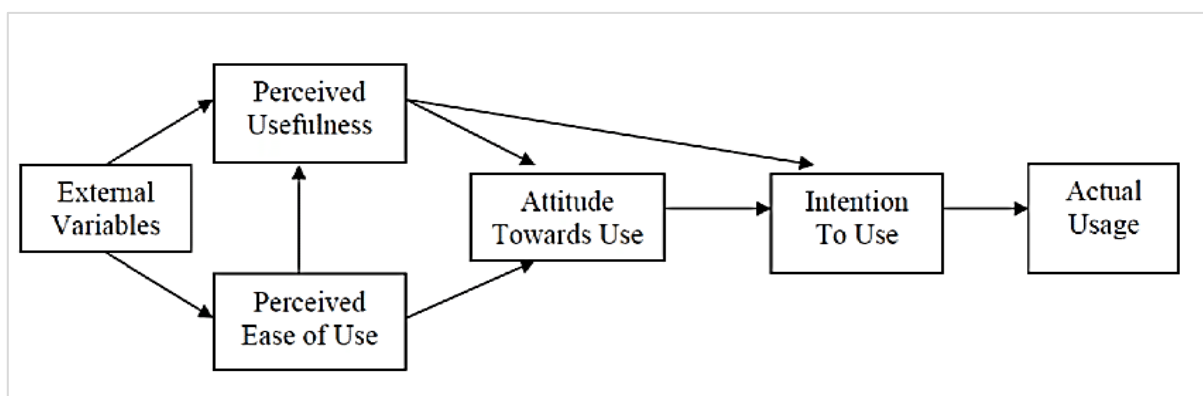 External
Variables
Perceived
Usefulness
Perceived
Ease of Use
Attitude
Towards Use
Intention
To Use
Actual
Usage